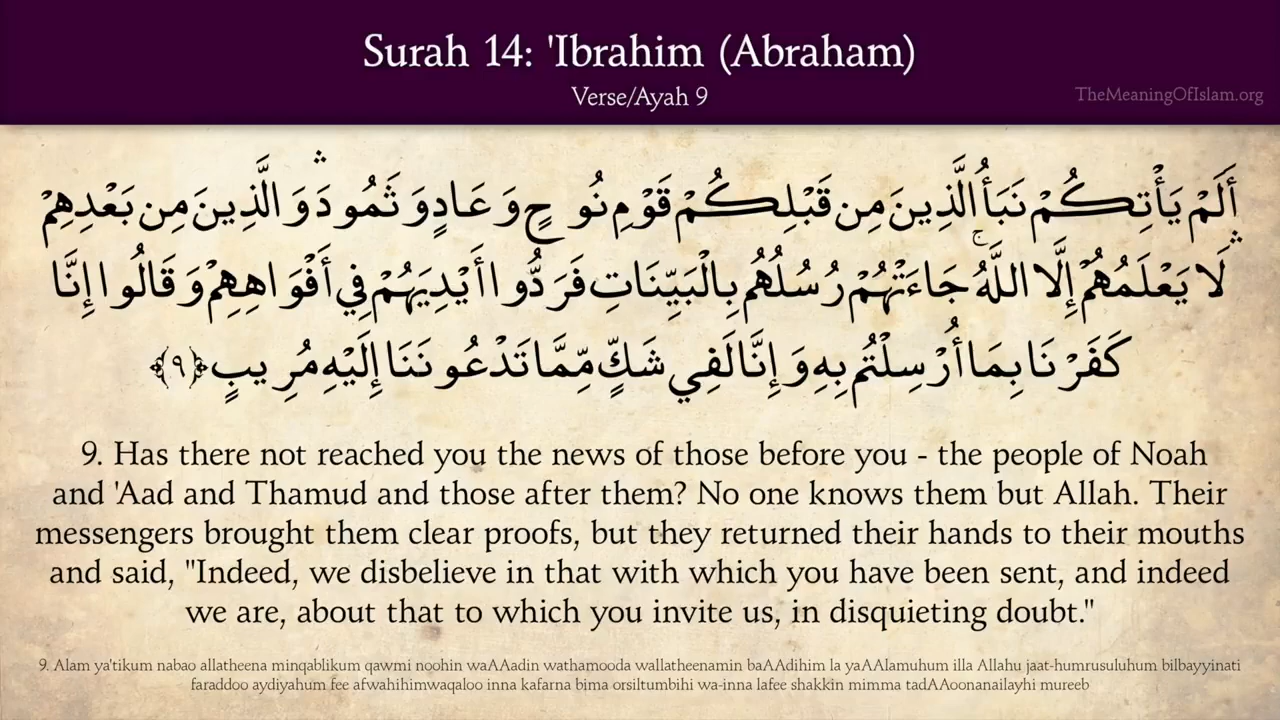 Surah 14: 'Ibrahim (Abraham)
Verse/Ayah 9
TheMeaningOfIslam.org
أَلَمْ يَأْتِكُمْ نَبَأُ الَّذِينَ مِن قَبْلِكُمْ قَوْمِ نُوحٍ وَعَادٍ وَثَمُودَ ۛ وَالَّذِينَ مِن بَعْدِهِمْ ۛ
لَا يَعْلَمُهُمْ إِلَّا اللَّهُ ۚ جَاءَتْهُمْ رُسُلُهُم بِالْبَيِّنَاتِ فَرَدُّوا أَيْدِيَهُمْ فِي أَفْوَاهِهِمْ وَقَالُوا إِنَّا
كَفَرْنَا بِمَا أُرْسِلْتُم بِهِ وَإِنَّا لَفِي شَكٍّ مِّمَّا تَدْعُونَنَا إِلَيْهِ مُرِيبٍ ﴿٩﴾
9. Has there not reached you the news of those before you - the people of Noah
and 'Aad and Thamud and those after them? No one knows them but Allah. Their
messengers brought them clear proofs, but they returned their hands to their mouths
and said, "Indeed, we disbelieve in that with which you have been sent, and indeed
we are, about that to which you invite us, in disquieting doubt."
9. Alam ya'tikum nabao allatheena minqablikum qawmi noohin waAAadin wathamooda wallatheenamin baAAdihim la yaAAlamuhum illa Allahu jaat-humrusuluhum bilbayyinati
faraddoo aydiyahum fee afwahihimwaqaloo inna kafarna bima orsiltumbihi wa-inna lafee shakkin mimma tadAAoonanailayhi mureeb